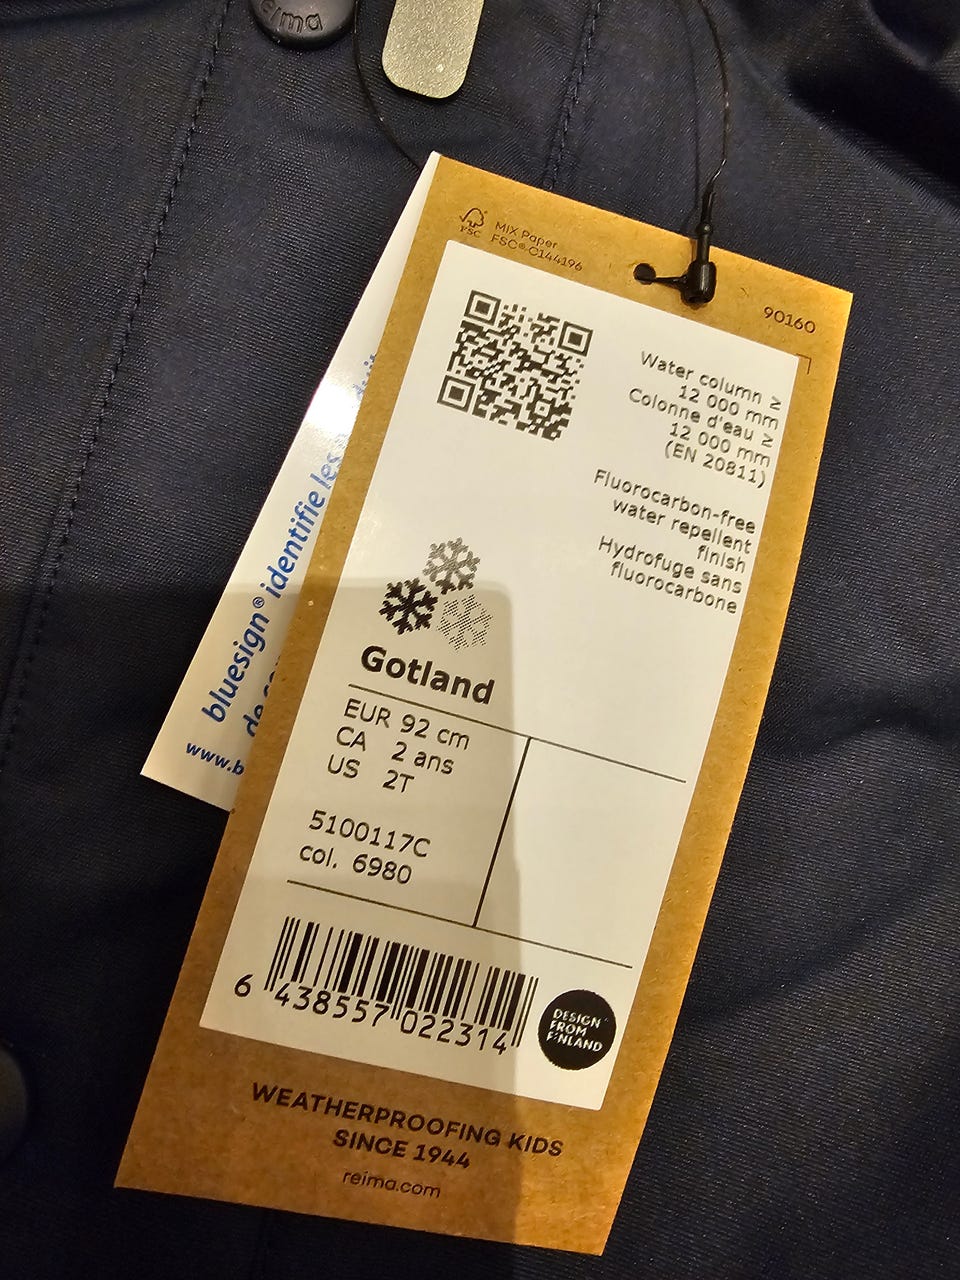 reima
MIX Paper
FSC® C144196
FSC
90160
Water column ≥
12 000 mm
Colonne d'eau ≥
12 000 mm
(EN 20811)
Fluorocarbon-free
water repellent
finish
Hydrofuge sans
fluorocarbone
Gotland
EUR 92 cm
CA 2 ans
US 2T
5100117C
col. 6980
6 438557 022314
DESIGN
FROM
FINLAND
WEATHERPROOFING KIDS
SINCE 1944
reima.com
bluesign® identifie les
de
www.b